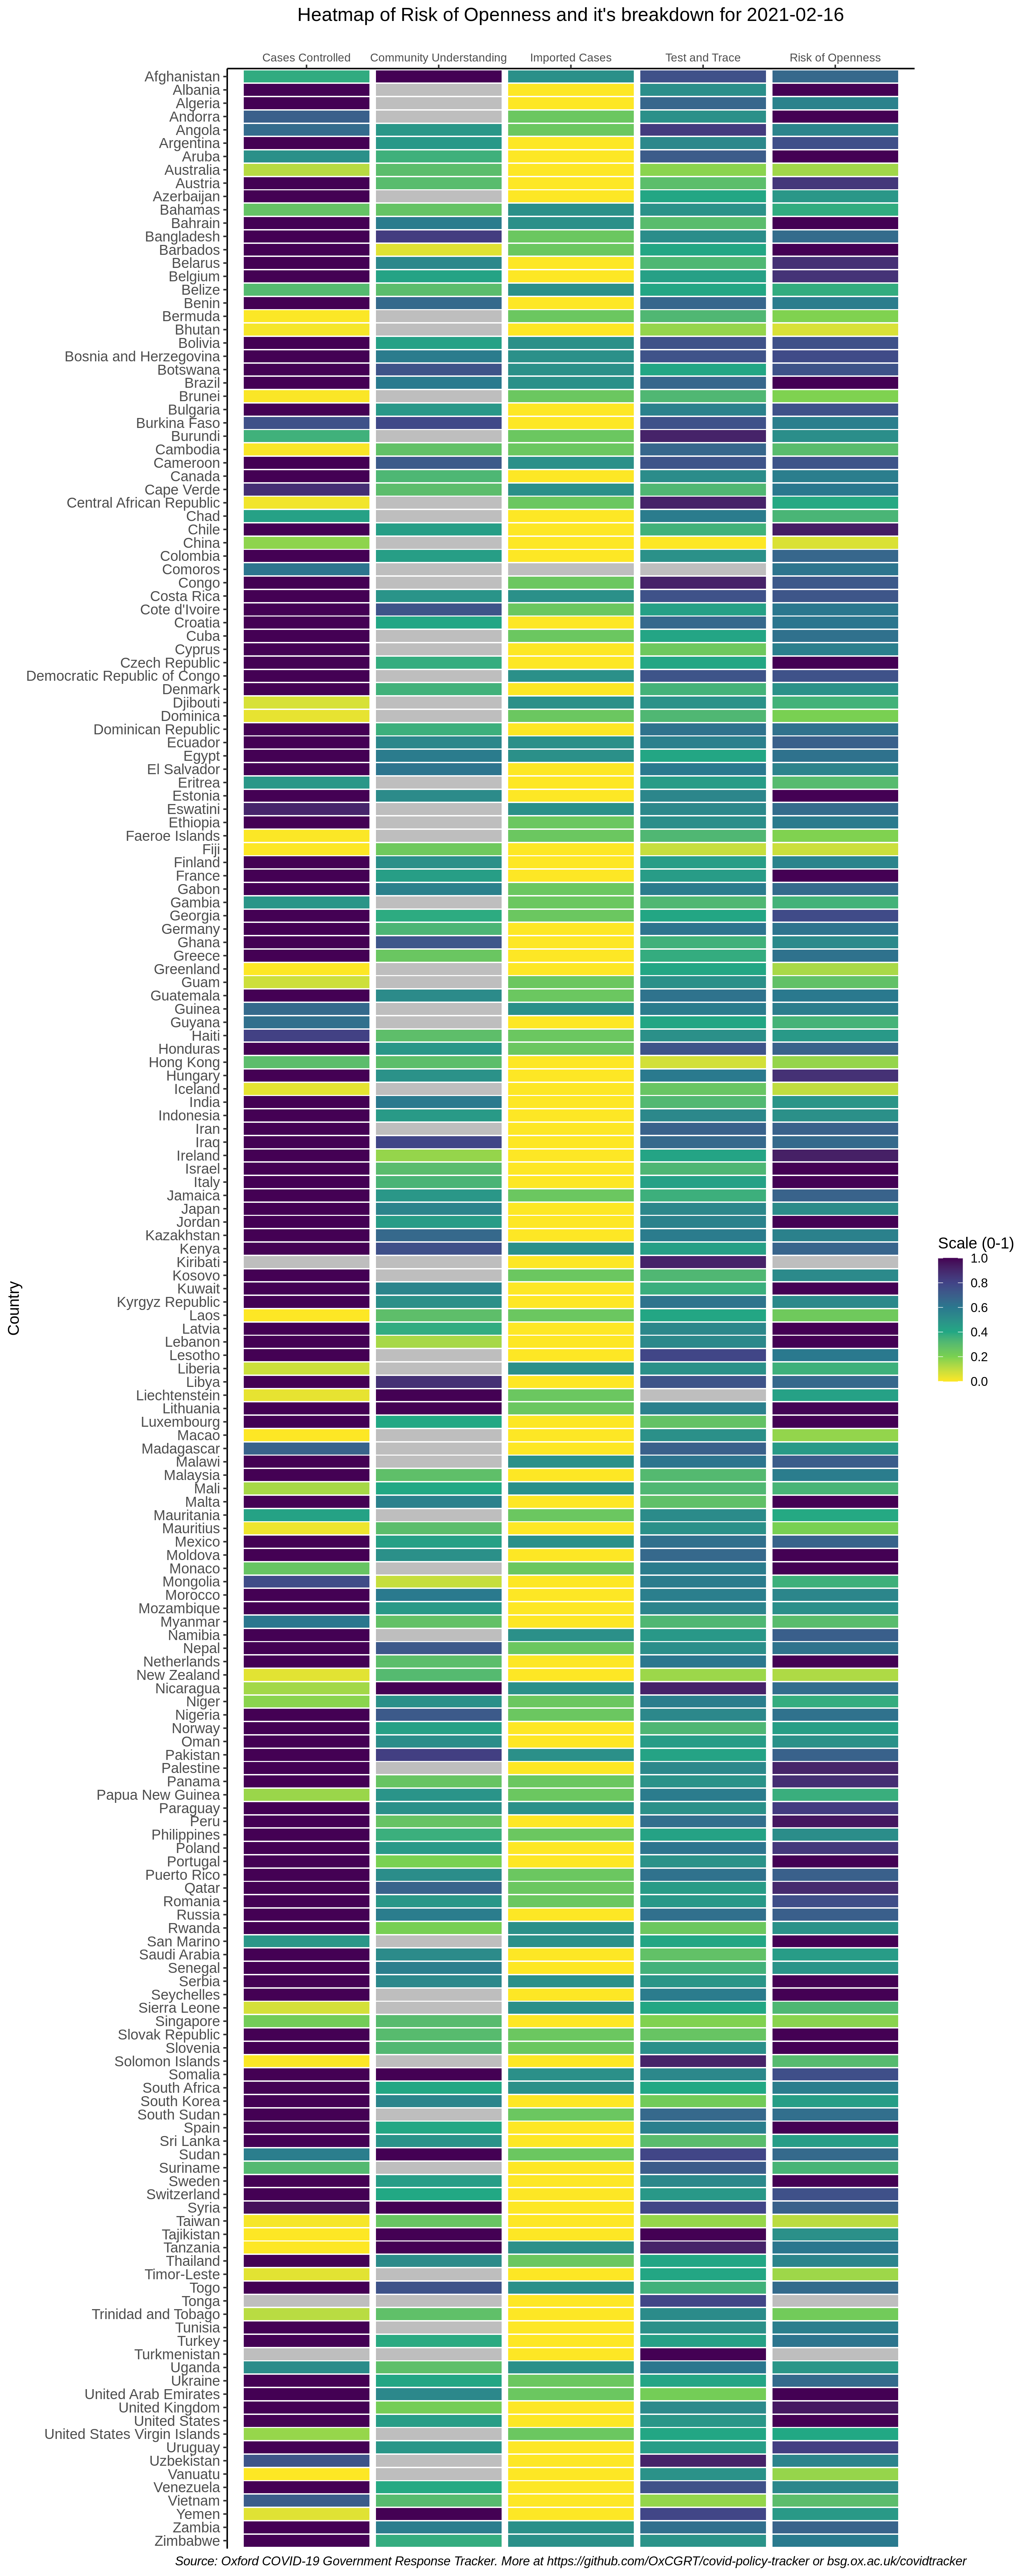 Heatmap of Risk of Openness and it's breakdown for 2021-02-16
Cases Controlled Community Understanding Imported Cases Test and Trace Risk of Openness
Afghanistan
Albania
Algeria
Andorra
Angola
Argentina
Aruba
Australia
Austria
Azerbaijan
Bahamas
Bahrain
Bangladesh
Barbados
Belarus
Belgium
Belize
Benin
Bermuda
Bhutan
Bolivia
Bosnia and Herzegovina
Botswana
Brazil
Brunei
Bulgaria
Burkina Faso
Burundi
Cambodia
Cameroon
Canada
Cape Verde
Central African Republic
Chad
Chile
China
Colombia
Comoros
Congo
Costa Rica
Cote d'Ivoire
Croatia
Cuba
Cyprus
Czech Republic
Democratic Republic of Congo
Denmark
Djibouti
Dominica
Dominican Republic
Ecuador
Egypt
El Salvador
Eritrea
Estonia
Eswatini
Ethiopia
Faeroe Islands
Fiji
Finland
France
Gabon
Gambia
Georgia
Germany
Ghana
Greece
Greenland
Guam
Guatemala
Guinea
Guyana
Haiti
Honduras
Hong Kong
Hungary
Iceland
India
Indonesia
Iran
Iraq
Ireland
Israel
Italy
Jamaica
Japan
Jordan
Kazakhstan
Kenya
Kiribati
Kosovo
Kuwait
Kyrgyz Republic
Laos
Latvia
Lebanon
Lesotho
Liberia
Libya
Liechtenstein
Lithuania
Luxembourg
Macao
Madagascar
Malawi
Malaysia
Mali
Malta
Mauritania
Mauritius
Mexico
Moldova
Monaco
Mongolia
Morocco
Mozambique
Myanmar
Namibia
Nepal
Netherlands
New Zealand
Nicaragua
Niger
Nigeria
Norway
Oman
Pakistan
Palestine
Panama
Papua New Guinea
Paraguay
Peru
Philippines
Poland
Portugal
Puerto Rico
Qatar
Romania
Russia
Rwanda
San Marino
Saudi Arabia
Senegal
Serbia
Seychelles
Sierra Leone
Singapore
Slovak Republic
Slovenia
Solomon Islands
Somalia
South Africa
South Korea
South Sudan
Spain
Sri Lanka
Sudan
Suriname
Sweden
Switzerland
Syria
Taiwan
Tajikistan
Tanzania
Thailand
Timor-Leste
Togo
Tonga
Trinidad and Tobago
Tunisia
Turkey
Turkmenistan
Uganda
Ukraine
United Arab Emirates
United Kingdom
United States
United States Virgin Islands
Uruguay
Uzbekistan
Vanuatu
Venezuela
Vietnam
Yemen
Zambia
Zimbabwe
Country
Scale (0-1)
1.0
0.8
0.6
0.4
0.2
0.0
Source: Oxford COVID-19 Government Response Tracker. More at https://github.com/OxCGRT/covid-policy-tracker or bsg.ox.ac.uk/covidtracker